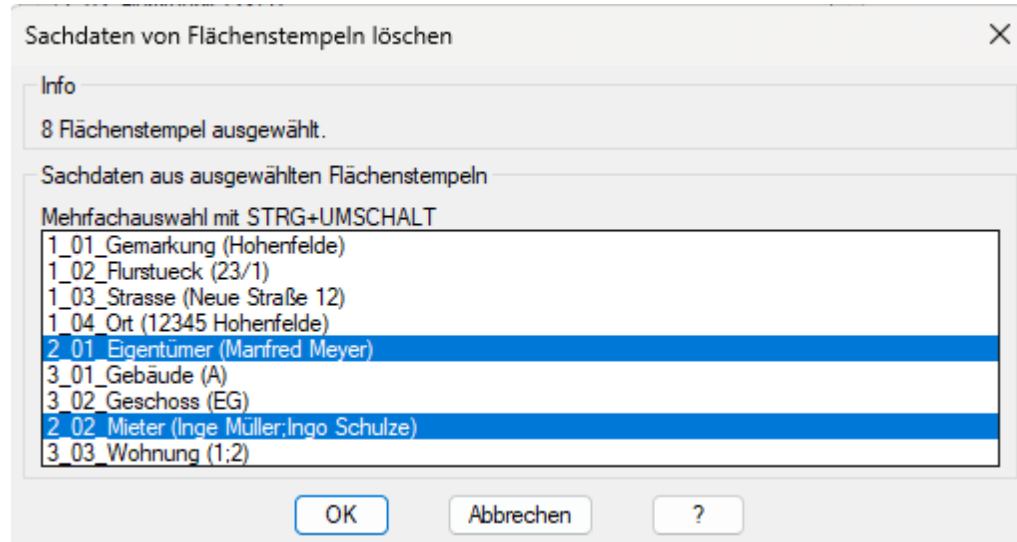 Sachdaten von Flächenstempeln löschen
Info
8 Flächenstempel ausgewählt.
Sachdaten aus ausgewählten Flächenstempeln
Mehrfachauswahl mit STRG+UMSCHALT
1_01_Gemarkung (Hohenfelde)
1_02_Flurstueck (23/1)
1_03_Strasse (Neue Straße 12)
1_04_Ort (12345 Hohenfelde)
2_01_Eigentümer (Manfred Meyer)
3_01_Gebäude (A)
3_02_Geschoss (EG)
2_02_Mieter (Inge Müller;Ingo Schulze)
3_03_Wohnung (1;2)
OK Abbrechen ?